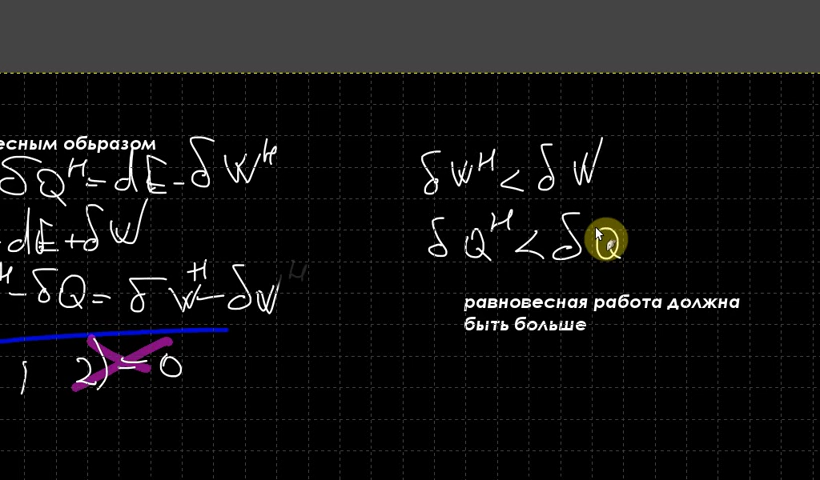 есным обьразом
δQᴴ = dE - δWᴴ
dE + δW
ᴴ - δQ = δWᴴ - δWᴴ
1 2) = 0
δWᴴ < δW
δQᴴ < δQ
равновесная работа должна
быть больше